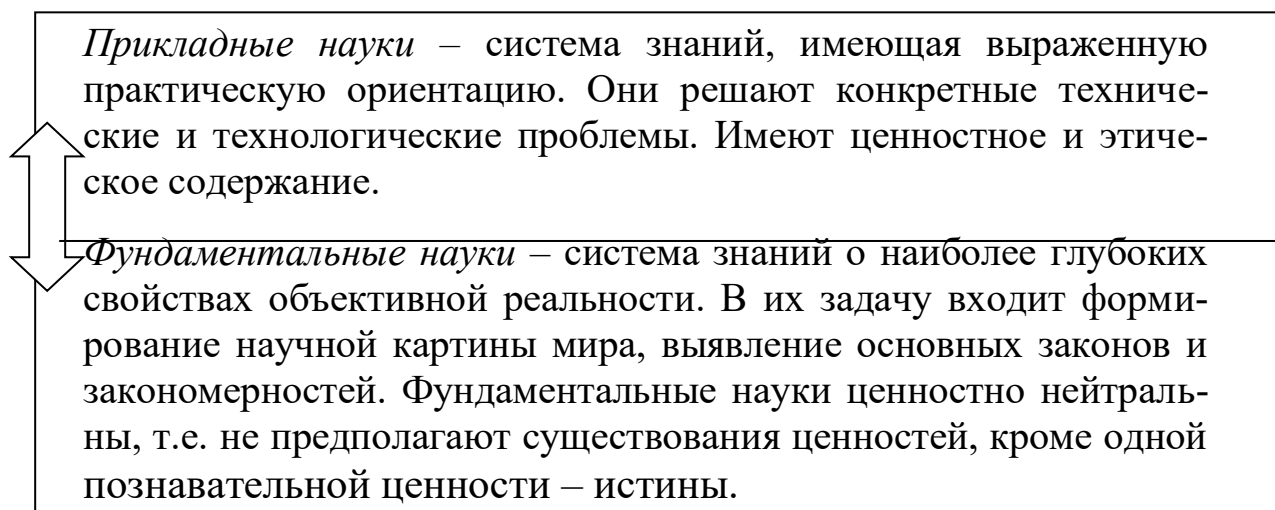 Прикладные науки – система знаний, имеющая выраженную
практическую ориентацию. Они решают конкретные техниче-
ские и технологические проблемы. Имеют ценностное и этиче-
ское содержание.
Фундаментальные науки – система знаний о наиболее глубоких
свойствах объективной реальности. В их задачу входит форми-
рование научной картины мира, выявление основных законов и
закономерностей. Фундаментальные науки ценностно нейтраль-
ны, т.е. не предполагают существования ценностей, кроме одной
познавательной ценности – истины.